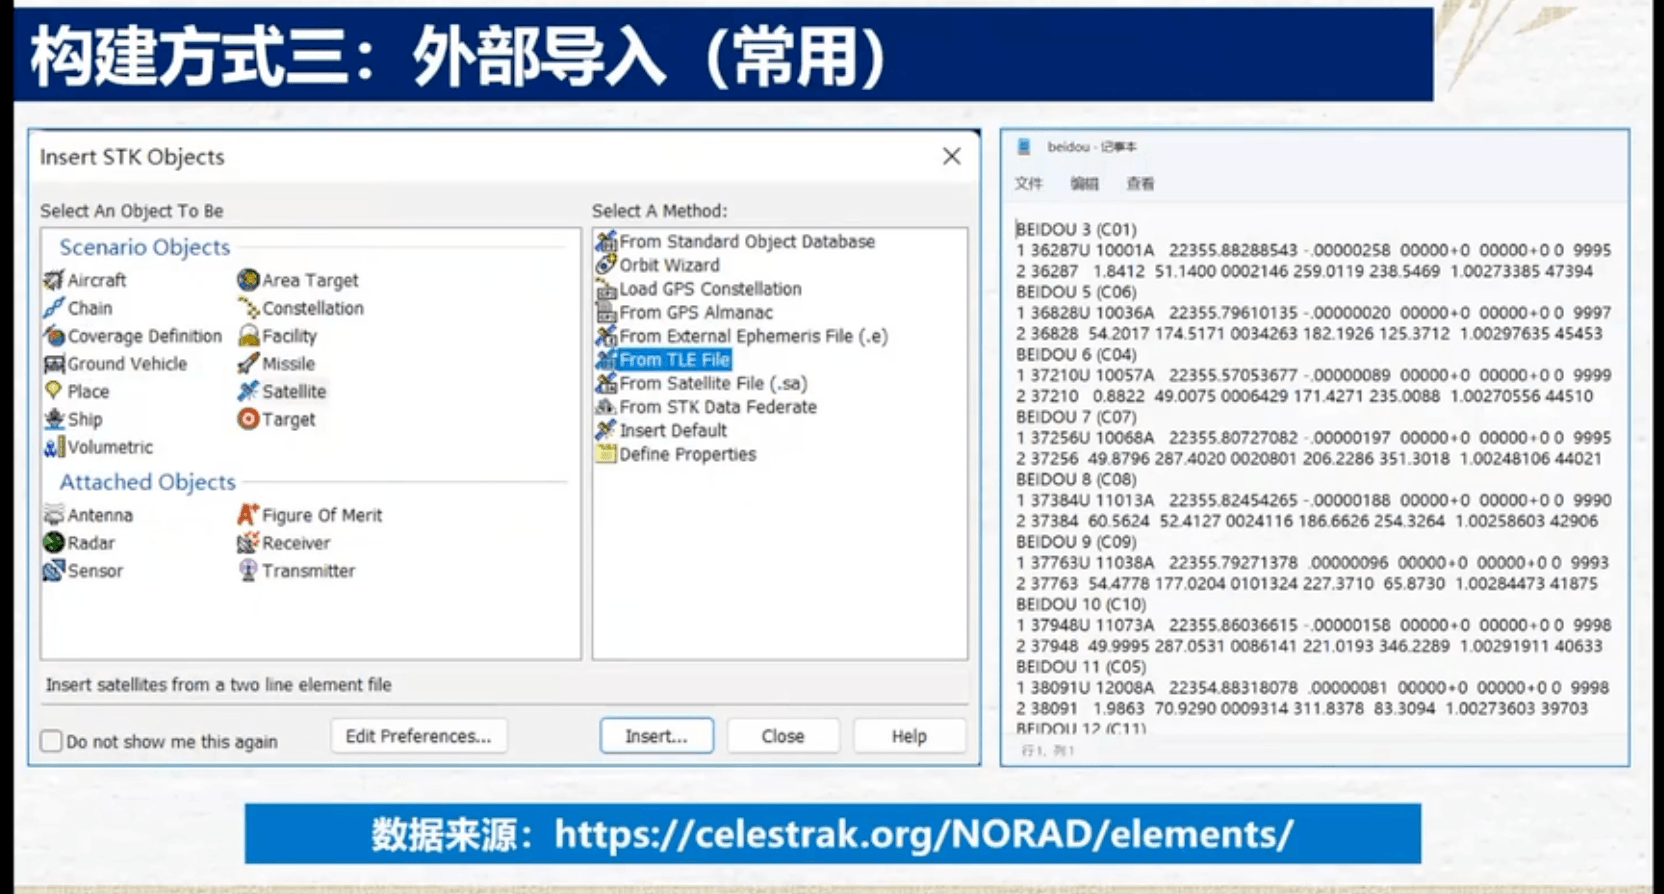 构建方式三：外部导入（常用）
Insert STK Objects
Select An Object To Be
Scenario Objects
Aircraft
Area Target
Chain
Constellation
Coverage Definition
Facility
Ground Vehicle
Missile
Place
Satellite
Ship
Target
Volumetric
Attached Objects
Antenna
Figure Of Merit
Radar
Receiver
Sensor
Transmitter
Select A Method:
From Standard Object Database
Orbit Wizard
Load GPS Constellation
From GPS Almanac
From External Ephemeris File (.e)
From TLE File
From Satellite File (.sa)
From STK Data Federate
Insert Default
Define Properties
Insert satellites from a two line element file
Do not show me this again
Edit Preferences...
Insert...
Close
Help
beidou - 记事本
文件 编辑 查看
BEIDOU 3 (C01)
1 36287U 10001A 22355.88288543 -.00000258 00000+0 00000+0 0 9995
2 36287 1.8412 51.1400 0002146 259.0119 238.5469 1.00273385 47394
BEIDOU 5 (C06)
1 36828U 10036A 22355.79610135 -.00000020 00000+0 00000+0 0 9997
2 36828 54.2017 174.5171 0034263 182.1926 125.3712 1.00297635 45453
BEIDOU 6 (C04)
1 37210U 10057A 22355.57053677 -.00000089 00000+0 00000+0 0 9999
2 37210 0.8822 49.0075 0006429 171.4271 235.0088 1.00270556 44510
BEIDOU 7 (C07)
1 37256U 10068A 22355.80727082 -.00000197 00000+0 00000+0 0 9995
2 37256 49.8796 287.4020 0020801 206.2286 351.3018 1.00248106 44021
BEIDOU 8 (C08)
1 37384U 11013A 22355.82454265 -.00000188 00000+0 00000+0 0 9990
2 37384 60.5624 52.4127 0024116 186.6626 254.3264 1.00258603 42906
BEIDOU 9 (C09)
1 37763U 11038A 22355.79271378 .00000096 00000+0 00000+0 0 9993
2 37763 54.4778 177.0204 0101324 227.3710 65.8730 1.00284473 41875
BEIDOU 10 (C10)
1 37948U 11073A 22355.86036615 -.00000158 00000+0 00000+0 0 9998
2 37948 49.9995 287.0531 0086141 221.0193 346.2289 1.00291911 40633
BEIDOU 11 (C05)
1 38091U 12008A 22354.88318078 .00000081 00000+0 00000+0 0 9998
2 38091 1.9863 70.9290 0009314 311.8378 83.3094 1.00273603 39703
BEIDOU 12 (C11)
行 1, 列 1
数据来源：https://celestrak.org/NORAD/elements/